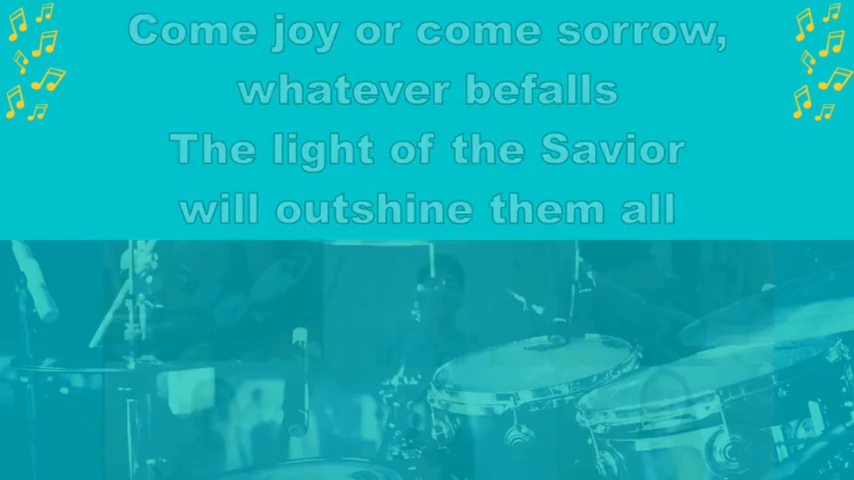 Come joy or come sorrow,
whatever befalls
The light of the Savior
will outshine them all